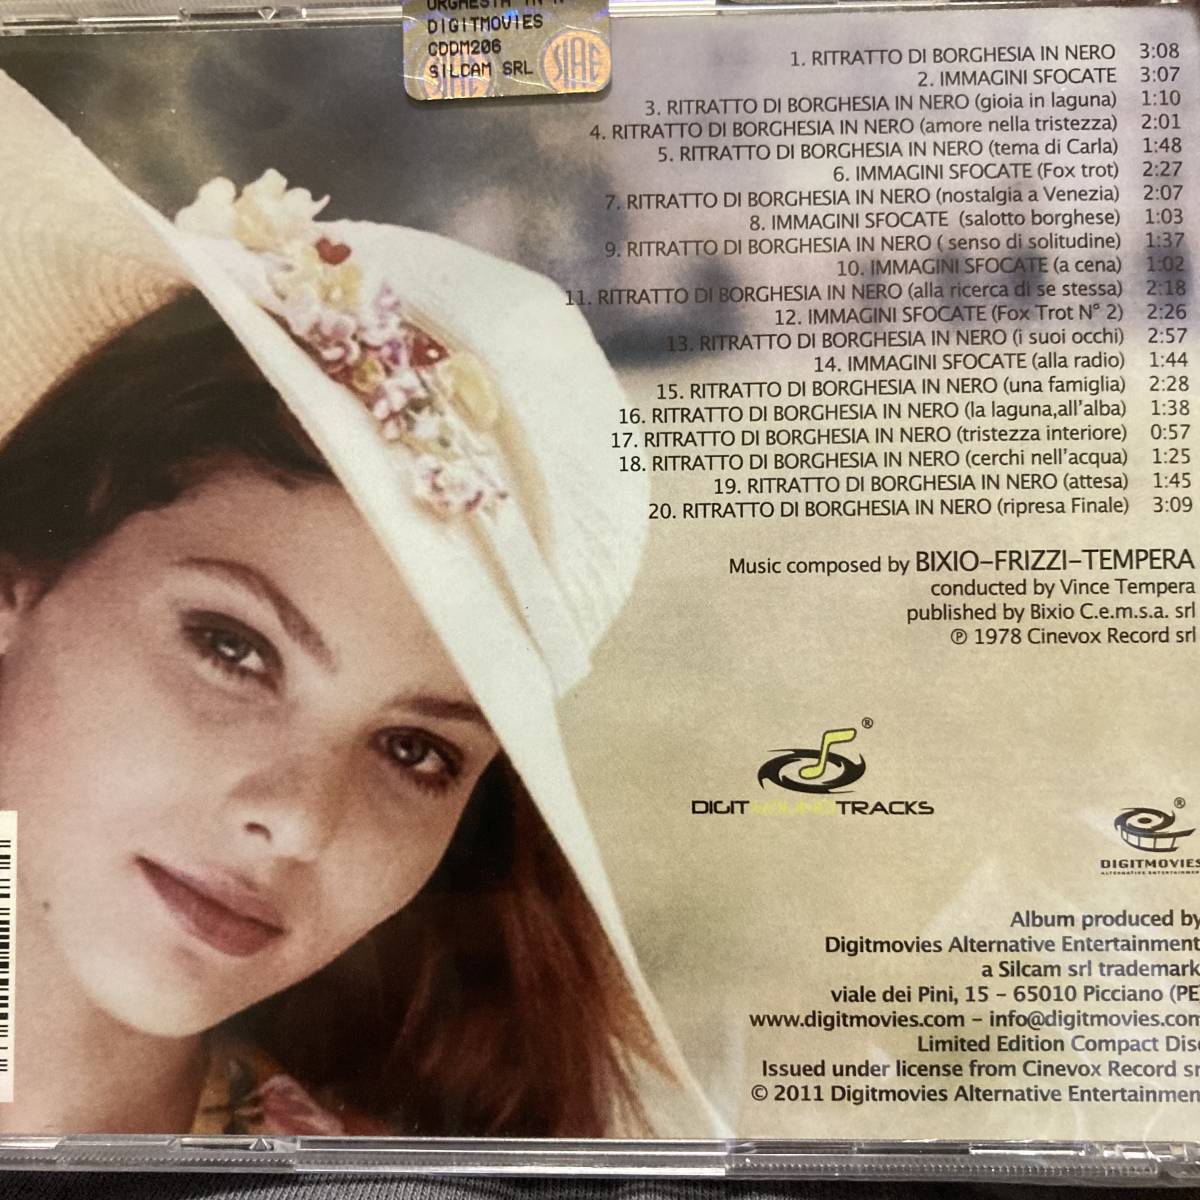 DIGITMOVIES
CDDM206
SILCAM SRL
SIAE
1. RITRATTO DI BORGHESIA IN NERO 3:08
2. IMMAGINI SFOCATE 3:07
3. RITRATTO DI BORGHESIA IN NERO (gioia in laguna) 1:10
4. RITRATTO DI BORGHESIA IN NERO (amore nella tristezza) 2:01
5. RITRATTO DI BORGHESIA IN NERO (tema di Carla) 1:48
6. IMMAGINI SFOCATE (Fox trot) 2:27
7. RITRATTO DI BORGHESIA IN NERO (nostalgia a Venezia) 2:07
8. IMMAGINI SFOCATE (salotto borghese) 1:03
9. RITRATTO DI BORGHESIA IN NERO ( senso di solitudine) 1:37
10. IMMAGINI SFOCATE (a cena) 1:02
11. RITRATTO DI BORGHESIA IN NERO (alla ricerca di se stessa) 2:18
12. IMMAGINI SFOCATE (Fox Trot N° 2) 2:26
13. RITRATTO DI BORGHESIA IN NERO (i suoi occhi) 2:57
14. IMMAGINI SFOCATE (alla radio) 1:44
15. RITRATTO DI BORGHESIA IN NERO (una famiglia) 2:28
16. RITRATTO DI BORGHESIA IN NERO (la laguna,all'alba) 1:38
17. RITRATTO DI BORGHESIA IN NERO (tristezza interiore) 0:57
18. RITRATTO DI BORGHESIA IN NERO (cerchi nell'acqua) 1:25
19. RITRATTO DI BORGHESIA IN NERO (attesa) 1:45
20. RITRATTO DI BORGHESIA IN NERO (ripresa Finale) 3:09
Music composed by BIXIO-FRIZZI-TEMPERA
conducted by Vince Tempera
published by Bixio C.e.m.s.a. srl
℗ 1978 Cinevox Record srl
®
DIGITSOUNDTRACKS
®
DIGITMOVIES
ALTERNATIVE ENTERTAINMENT
Album produced by
Digitmovies Alternative Entertainment
a Silcam srl trademark
viale dei Pini, 15 - 65010 Picciano (PE
www.digitmovies.com - info@digitmovies.com
Limited Edition Compact Disc
Issued under license from Cinevox Record sr
© 2011 Digitmovies Alternative Entertainmen